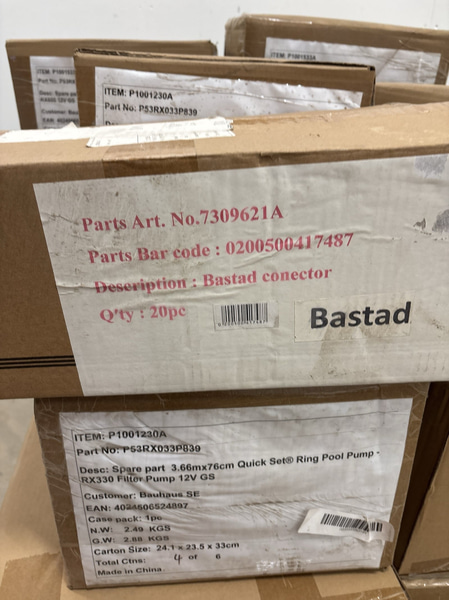 ITEM: P1001230A
Part No: P53RX033P839
Parts Art. No.7309621A
Parts Bar code : 0200500417487
Description : Bastad conector
Q'ty : 20pc
Bastad
ITEM: P1001230A
Part No: P53RX033P839
Desc: Spare part 3.66mx76cm Quick Set® Ring Pool Pump -
RX330 Filter Pump 12V GS
Customer: Bauhaus SE
EAN: 4024506524897
Case pack: 1pc
N.W: 2.49 KGS
G.W: 2.88 KGS
Carton Size: 24.1 x 23.5 x 33cm
Total Ctns: 4 of 6
Made in China.